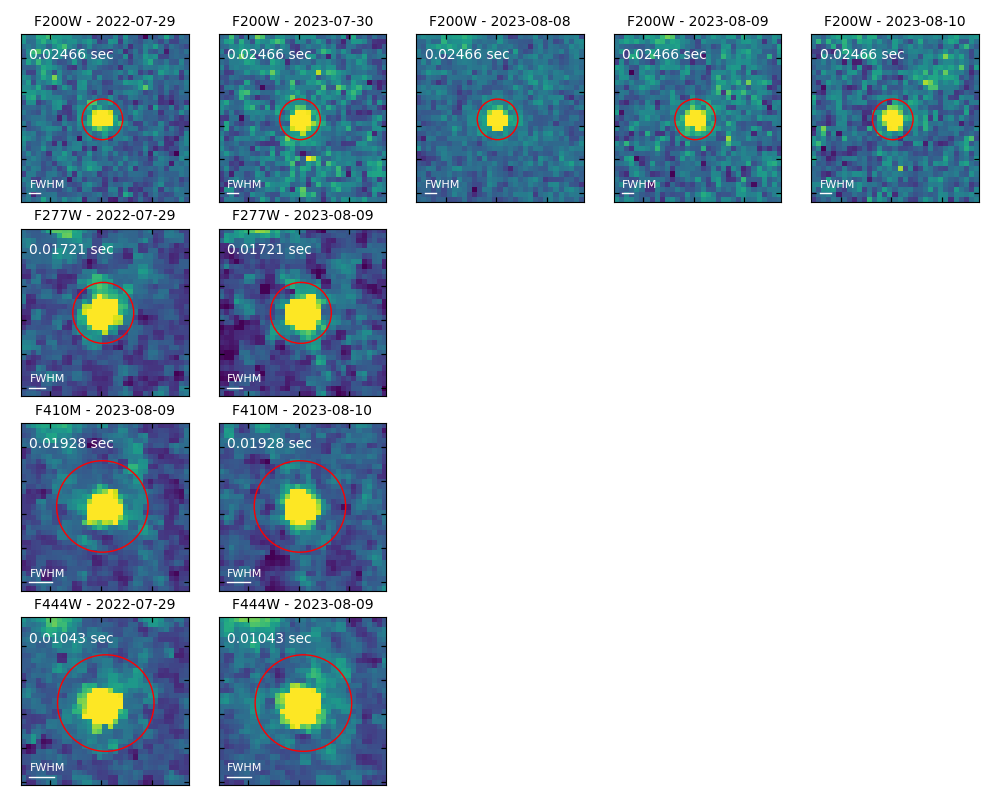 F200W - 2022-07-29
F200W - 2023-07-30
F200W - 2023-08-08
F200W - 2023-08-09
F200W - 2023-08-10
0.02466 sec
0.02466 sec
0.02466 sec
0.02466 sec
0.02466 sec
FWHM
FWHM
FWHM
FWHM
FWHM
F277W - 2022-07-29
F277W - 2023-08-09
0.01721 sec
0.01721 sec
FWHM
FWHM
F410M - 2023-08-09
F410M - 2023-08-10
0.01928 sec
0.01928 sec
FWHM
FWHM
F444W - 2022-07-29
F444W - 2023-08-09
0.01043 sec
0.01043 sec
FWHM
FWHM